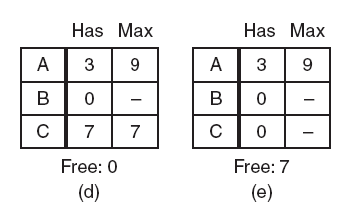 Has Max
A 3 9
B 0 –
C 7 7
Free: 0
(d)
Has Max
A 3 9
B 0 –
C 0 –
Free: 7
(e)